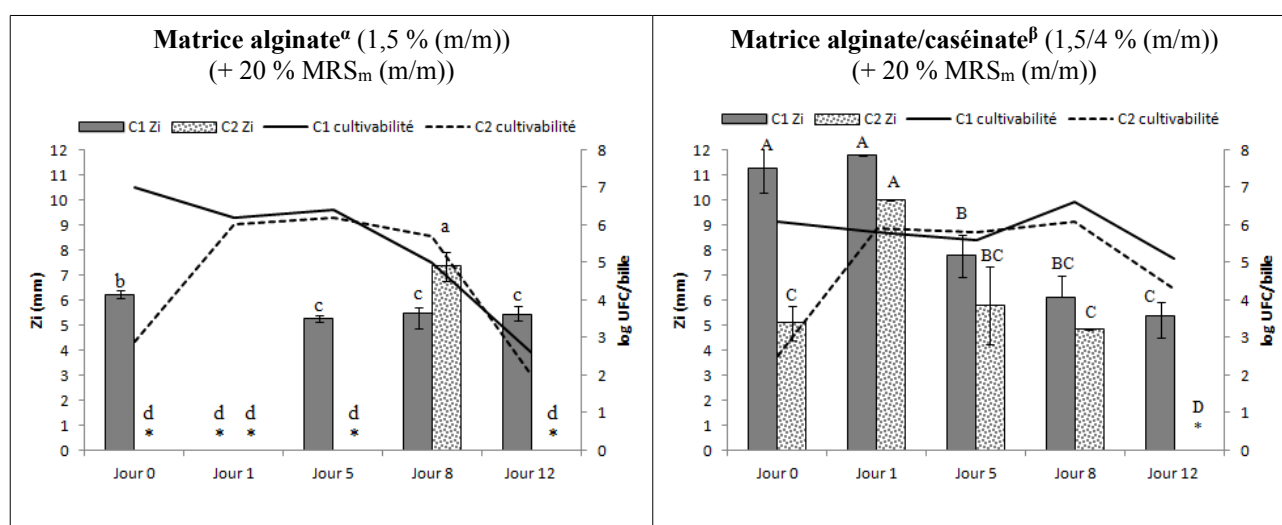 Matrice alginateᵅ (1,5 % (m/m))
(+ 20 % MRSₘ (m/m))
C1 Zi C2 Zi C1 cultivabilité C2 cultivabilité
Zi (mm)
12
11
10
9
8
7
6
5
4
3
2
1
0
b
d
*
d
*
d
*
c
d
*
c
a
c
d
*
8
7
6
5
4
3
2
1
0
log UFC/bille
Jour 0 Jour 1 Jour 5 Jour 8 Jour 12
Matrice alginate/caséinateᵝ (1,5/4 % (m/m))
(+ 20 % MRSₘ (m/m))
C1 Zi C2 Zi C1 cultivabilité C2 cultivabilité
Zi (mm)
12
11
10
9
8
7
6
5
4
3
2
1
0
A
C
A
A
B
BC
BC
C
C
D
*
8
7
6
5
4
3
2
1
0
log UFC/bille
Jour 0 Jour 1 Jour 5 Jour 8 Jour 12